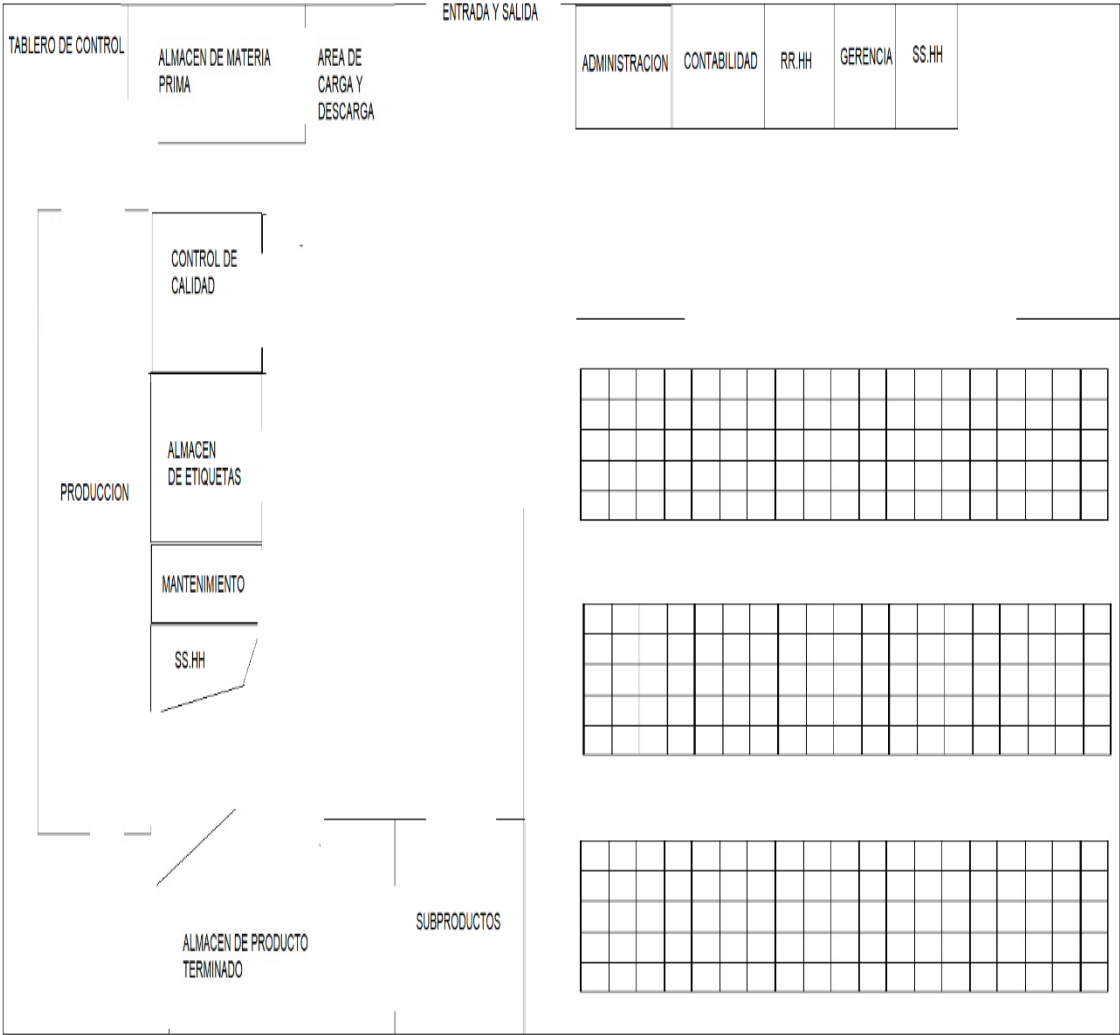 ENTRADA Y SALIDA
TABLERO DE CONTROL
ALMACEN DE MATERIA
PRIMA
AREA DE
CARGA Y
DESCARGA
ADMINISTRACION
CONTABILIDAD
RR.HH
GERENCIA
SS.HH
CONTROL DE
CALIDAD
ALMACEN
DE ETIQUETAS
PRODUCCION
MANTENIMIENTO
SS.HH
SUBPRODUCTOS
ALMACEN DE PRODUCTO
TERMINADO